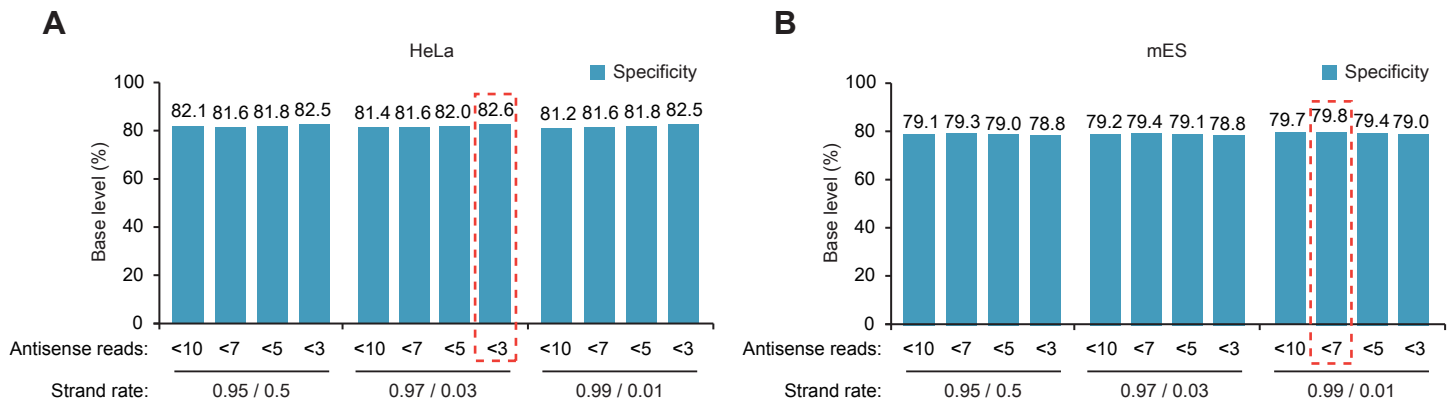 A
HeLa
Specificity
Base level (%)
100
80
60
40
20
0
82.1 81.6 81.8 82.5 81.4 81.6 82.0 82.6 81.2 81.6 81.8 82.5
Antisense reads: <10 <7 <5 <3 <10 <7 <5 <3 <10 <7 <5 <3
Strand rate: 0.95 / 0.5 0.97 / 0.03 0.99 / 0.01
B
mES
Specificity
Base level (%)
100
80
60
40
20
0
79.1 79.3 79.0 78.8 79.2 79.4 79.1 78.8 79.7 79.8 79.4 79.0
Antisense reads: <10 <7 <5 <3 <10 <7 <5 <3 <10 <7 <5 <3
Strand rate: 0.95 / 0.5 0.97 / 0.03 0.99 / 0.01